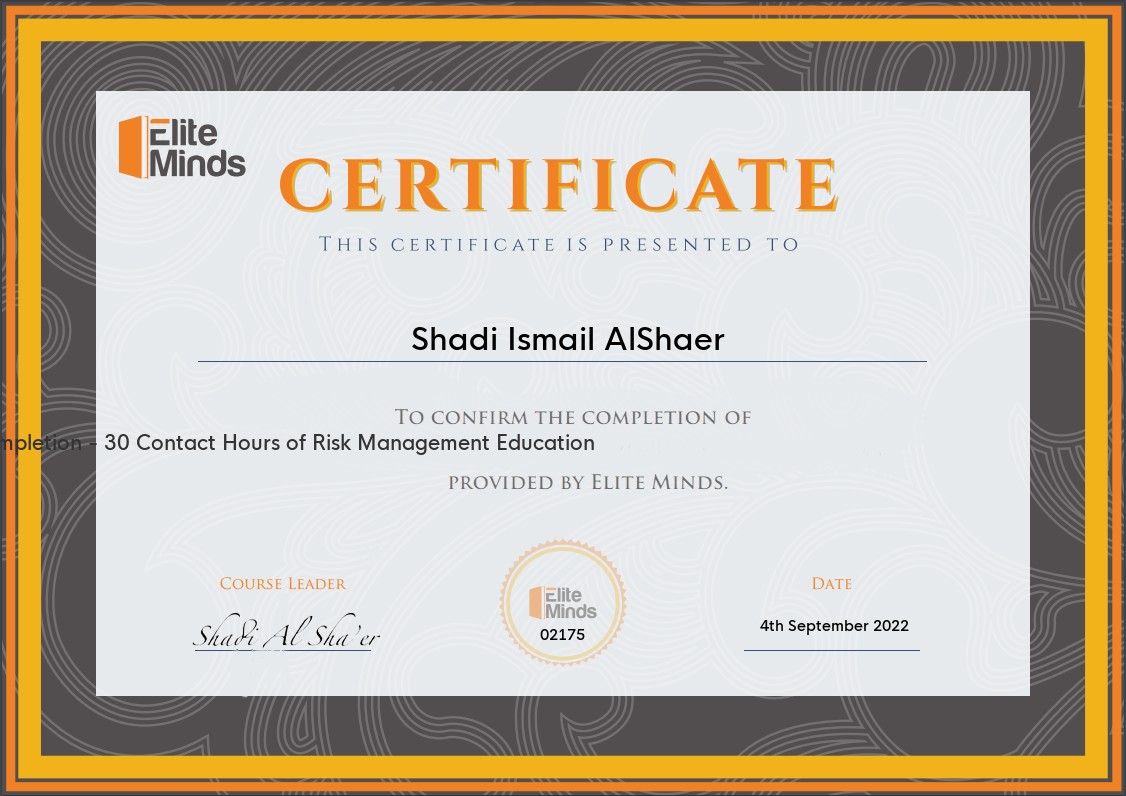 Elite
Minds
CERTIFICATE
THIS CERTIFICATE IS PRESENTED TO
Shadi Ismail AlShaer
TO CONFIRM THE COMPLETION OF
mpletion - 30 Contact Hours of Risk Management Education
PROVIDED BY ELITE MINDS.
COURSE LEADER
Shadi Al Sha'er
Elite
Minds
02175
DATE
4th September 2022